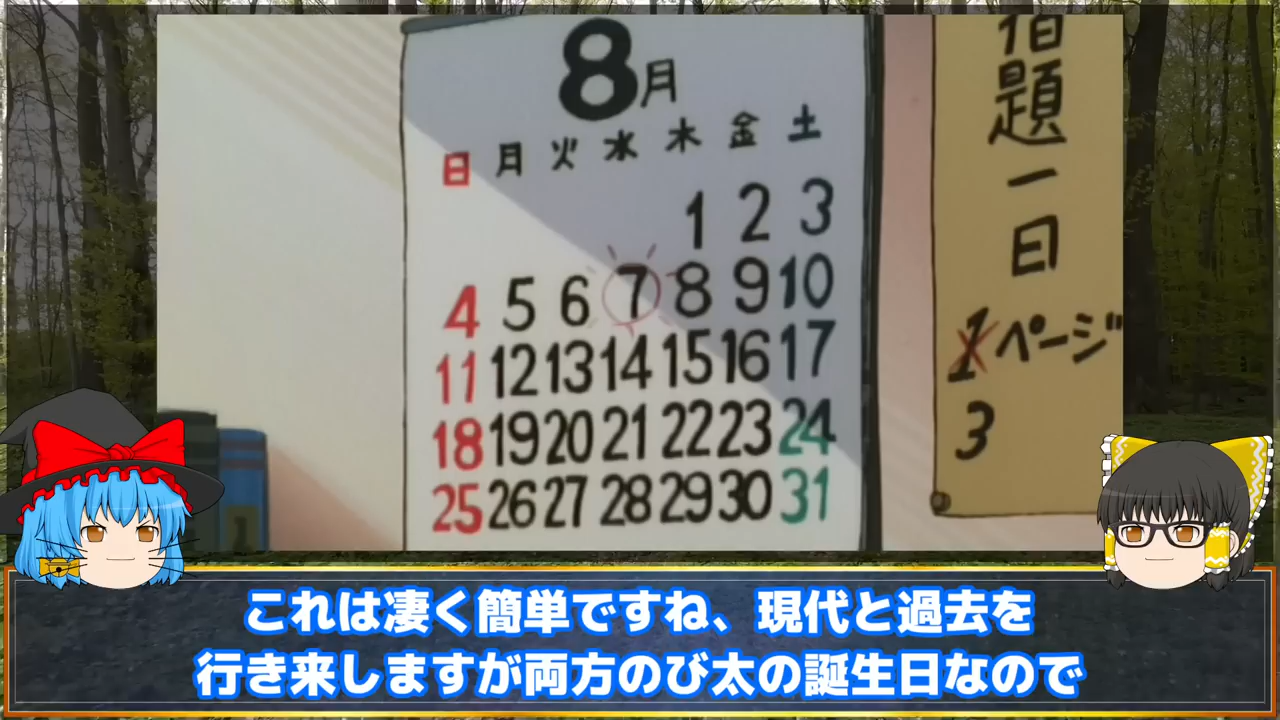 8月
日 月 火 水 木 金 土
1 2 3
4 5 6 7 8 9 10
11 12 13 14 15 16 17
18 19 20 21 22 23 24
25 26 27 28 29 30 31
宿題一日
1ページ
3
これは凄く簡単ですね、現代と過去を
行き来しますが両方のび太の誕生日なので